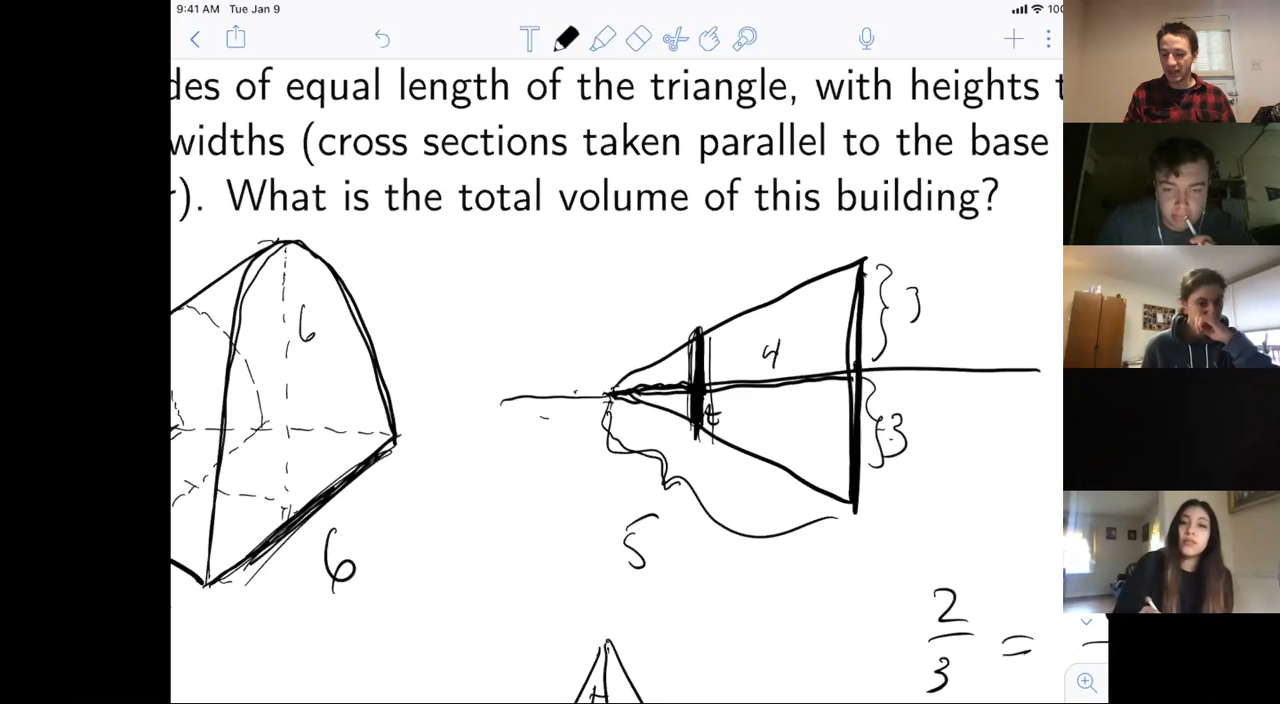 9:41 AM Tue Jan 9
des of equal length of the triangle, with heights t
widths (cross sections taken parallel to the base
r). What is the total volume of this building?
6
6
4
t
3
3
5
2
3
=